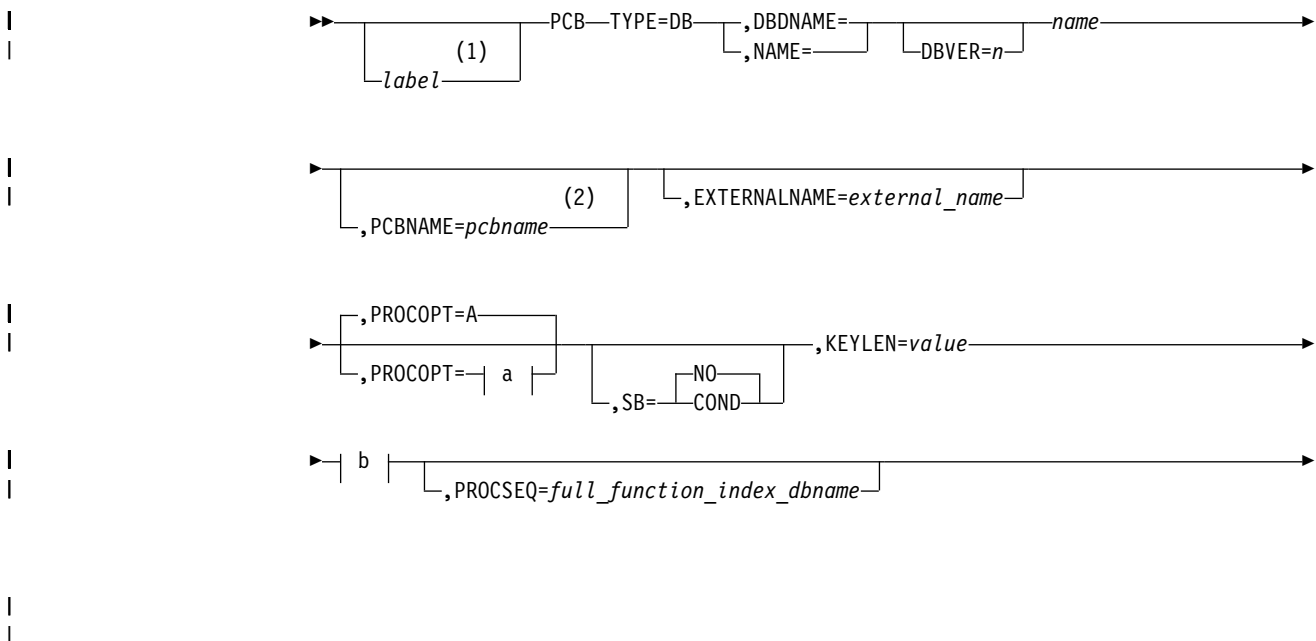 PCB TYPE=DB ,DBDNAME= name
(1) ,NAME= DBVER=n
label
(2) ,EXTERNALNAME=external_name
,PCBNAME=pcbname
,PROCOPT=A
,KEYLEN=value
,PROCOPT= a NO
,SB= COND
b
,PROCSEQ=full_function_index_dbname